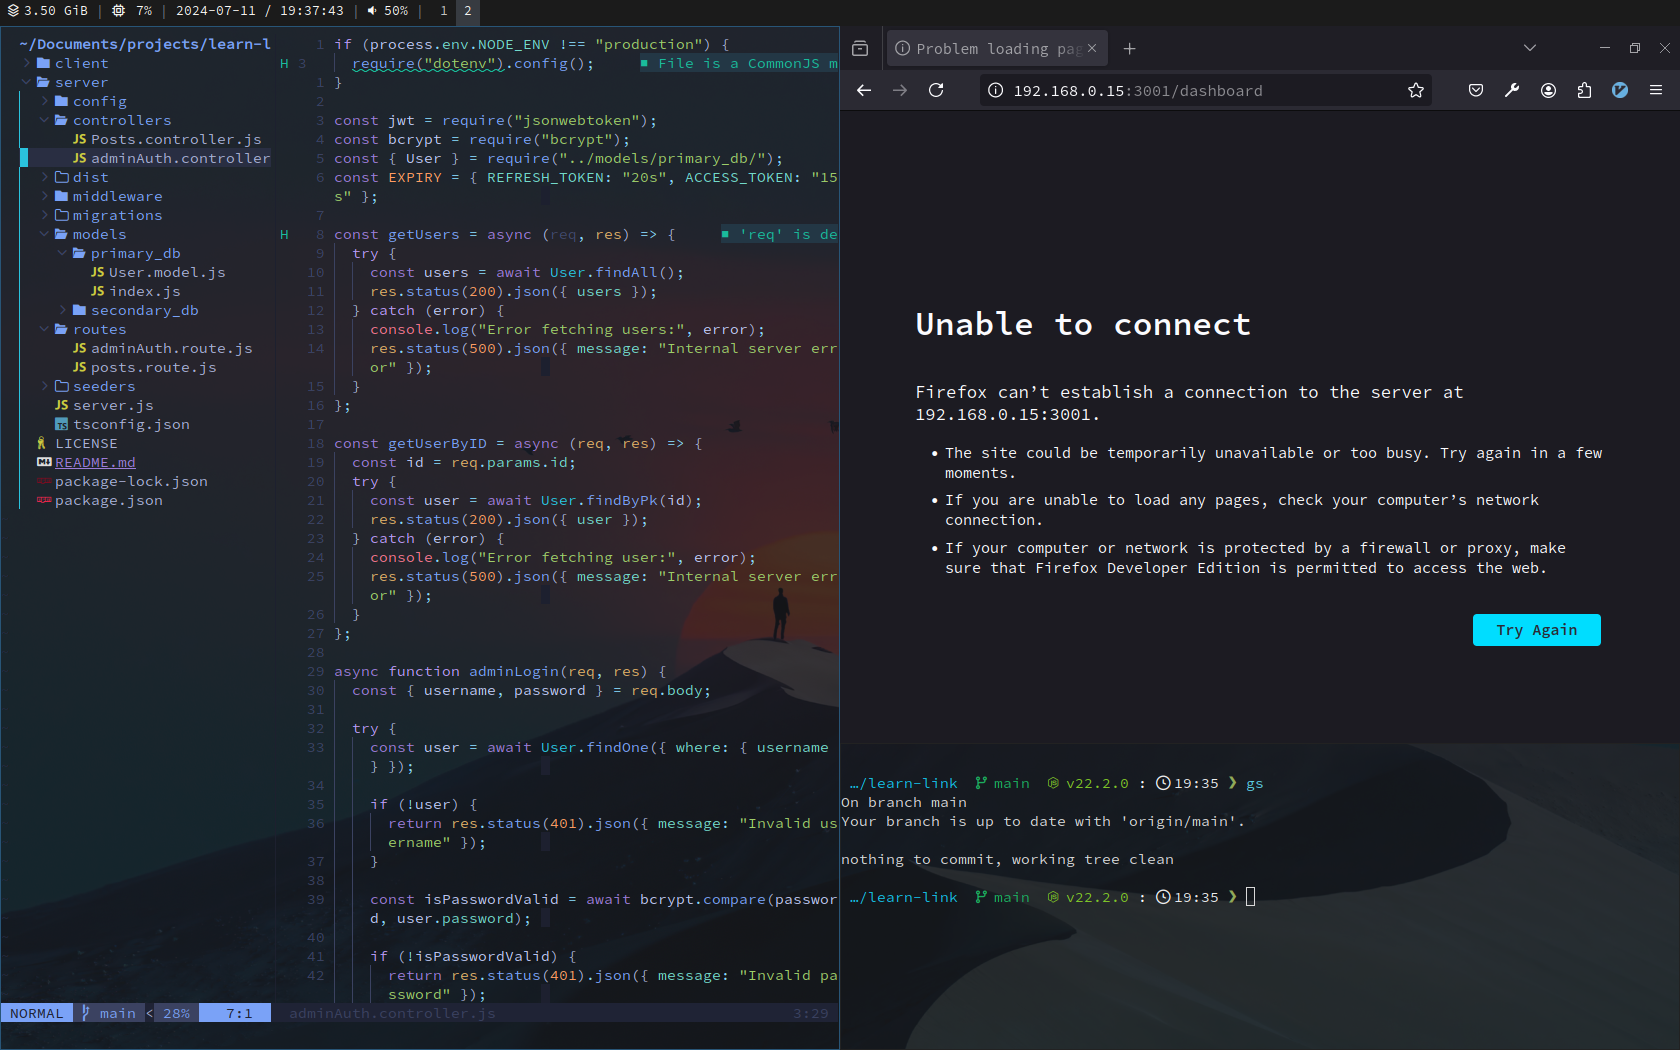 3.50 GiB | 7% | 2024-07-11 / 19:37:43 | 50% | 1 2
~/Documents/projects/learn-l
client
server
config
controllers
JS Posts.controller.js
JS adminAuth.controller
dist
middleware
migrations
models
primary_db
JS User.model.js
JS index.js
secondary_db
routes
JS adminAuth.route.js
JS posts.route.js
seeders
JS server.js
TS tsconfig.json
LICENSE
README.md
package-lock.json
package.json
NORMAL main < 28% 7:1
1 if (process.env.NODE_ENV !== "production") {
H 3 require("dotenv").config(); ■ File is a CommonJS m
1 }
2
3 const jwt = require("jsonwebtoken");
4 const bcrypt = require("bcrypt");
5 const { User } = require("../models/primary_db/");
6 const EXPIRY = { REFRESH_TOKEN: "20s", ACCESS_TOKEN: "15
s" };
7
H 8 const getUsers = async (req, res) => { ■ 'req' is de
9 try {
10 const users = await User.findAll();
11 res.status(200).json({ users });
12 } catch (error) {
13 console.log("Error fetching users:", error);
14 res.status(500).json({ message: "Internal server err
or" });
15 }
16 };
17
18 const getUserByID = async (req, res) => {
19 const id = req.params.id;
20 try {
21 const user = await User.findByPk(id);
22 res.status(200).json({ user });
23 } catch (error) {
24 console.log("Error fetching user:", error);
25 res.status(500).json({ message: "Internal server err
or" });
26 }
27 };
28
29 async function adminLogin(req, res) {
30 const { username, password } = req.body;
31
32 try {
33 const user = await User.findOne({ where: { username
} });
34
35 if (!user) {
36 return res.status(401).json({ message: "Invalid us
ername" });
37 }
38
39 const isPasswordValid = await bcrypt.compare(passwor
d, user.password);
40
41 if (!isPasswordValid) {
42 return res.status(401).json({ message: "Invalid pa
ssword" });
adminAuth.controller.js 3:29
Problem loading pag
192.168.0.15:3001/dashboard
Unable to connect
Firefox can’t establish a connection to the server at
192.168.0.15:3001.
• The site could be temporarily unavailable or too busy. Try again in a few
moments.
• If you are unable to load any pages, check your computer’s network
connection.
• If your computer or network is protected by a firewall or proxy, make
sure that Firefox Developer Edition is permitted to access the web.
Try Again
…/learn-link main v22.2.0 : 19:35 ❯ gs
On branch main
Your branch is up to date with 'origin/main'.
nothing to commit, working tree clean
…/learn-link main v22.2.0 : 19:35 ❯